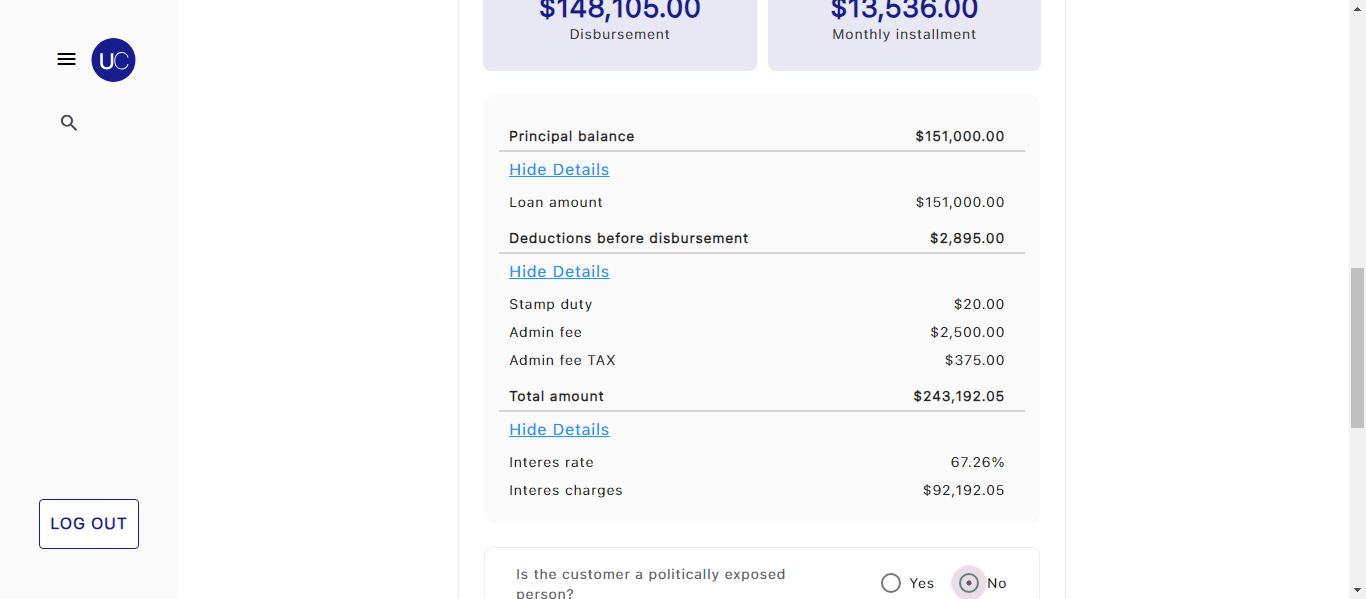 $148,105.00
Disbursement
$13,536.00
Monthly installment
UC
Principal balance $151,000.00
Hide Details
Loan amount $151,000.00
Deductions before disbursement $2,895.00
Hide Details
Stamp duty $20.00
Admin fee $2,500.00
Admin fee TAX $375.00
Total amount $243,192.05
Hide Details
Interes rate 67.26%
Interes charges $92,192.05
LOG OUT
Is the customer a politically exposed
person?
Yes No